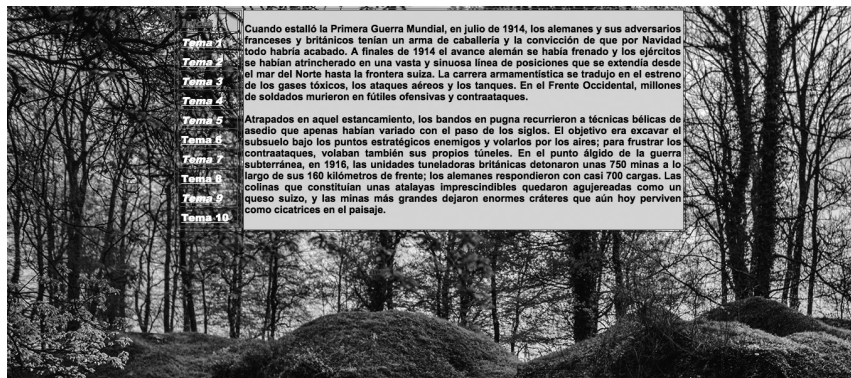 Tema 1
Tema 2
Tema 3
Tema 4
Tema 5
Tema 6
Tema 7
Tema 8
Tema 9
Tema 10
Cuando estalló la Primera Guerra Mundial, en julio de 1914, los alemanes y sus adversarios
franceses y británicos tenían un arma de caballería y la convicción de que por Navidad
todo habría acabado. A finales de 1914 el avance alemán se había frenado y los ejércitos
se habían atrincherado en una vasta y sinuosa línea de posiciones que se extendía desde
el mar del Norte hasta la frontera suiza. La carrera armamentística se tradujo en el estreno
de los gases tóxicos, los ataques aéreos y los tanques. En el Frente Occidental, millones
de soldados murieron en fútiles ofensivas y contraataques.
Atrapados en aquel estancamiento, los bandos en pugna recurrieron a técnicas bélicas de
asedio que apenas habían variado con el paso de los siglos. El objetivo era excavar el
subsuelo bajo los puntos estratégicos enemigos y volarlos por los aires; para frustrar los
contraataques, volaban también sus propios túneles. En el punto álgido de la guerra
subterránea, en 1916, las unidades tuneladoras británicas detonaron unas 750 minas a lo
largo de sus 160 kilómetros de frente; los alemanes respondieron con casi 700 cargas. Las
colinas que constituían unas atalayas imprescindibles quedaron agujereadas como un
queso suizo, y las minas más grandes dejaron enormes cráteres que aún hoy perviven
como cicatrices en el paisaje.